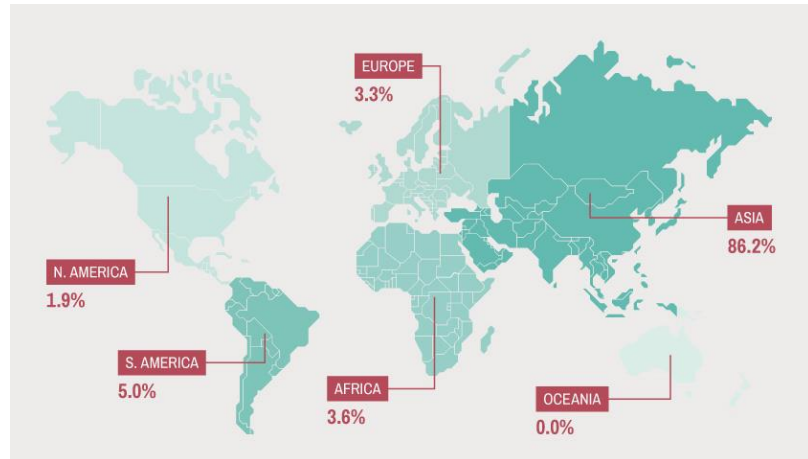 EUROPE
3.3%
ASIA
86.2%
N. AMERICA
1.9%
S. AMERICA
5.0%
AFRICA
3.6%
OCEANIA
0.0%